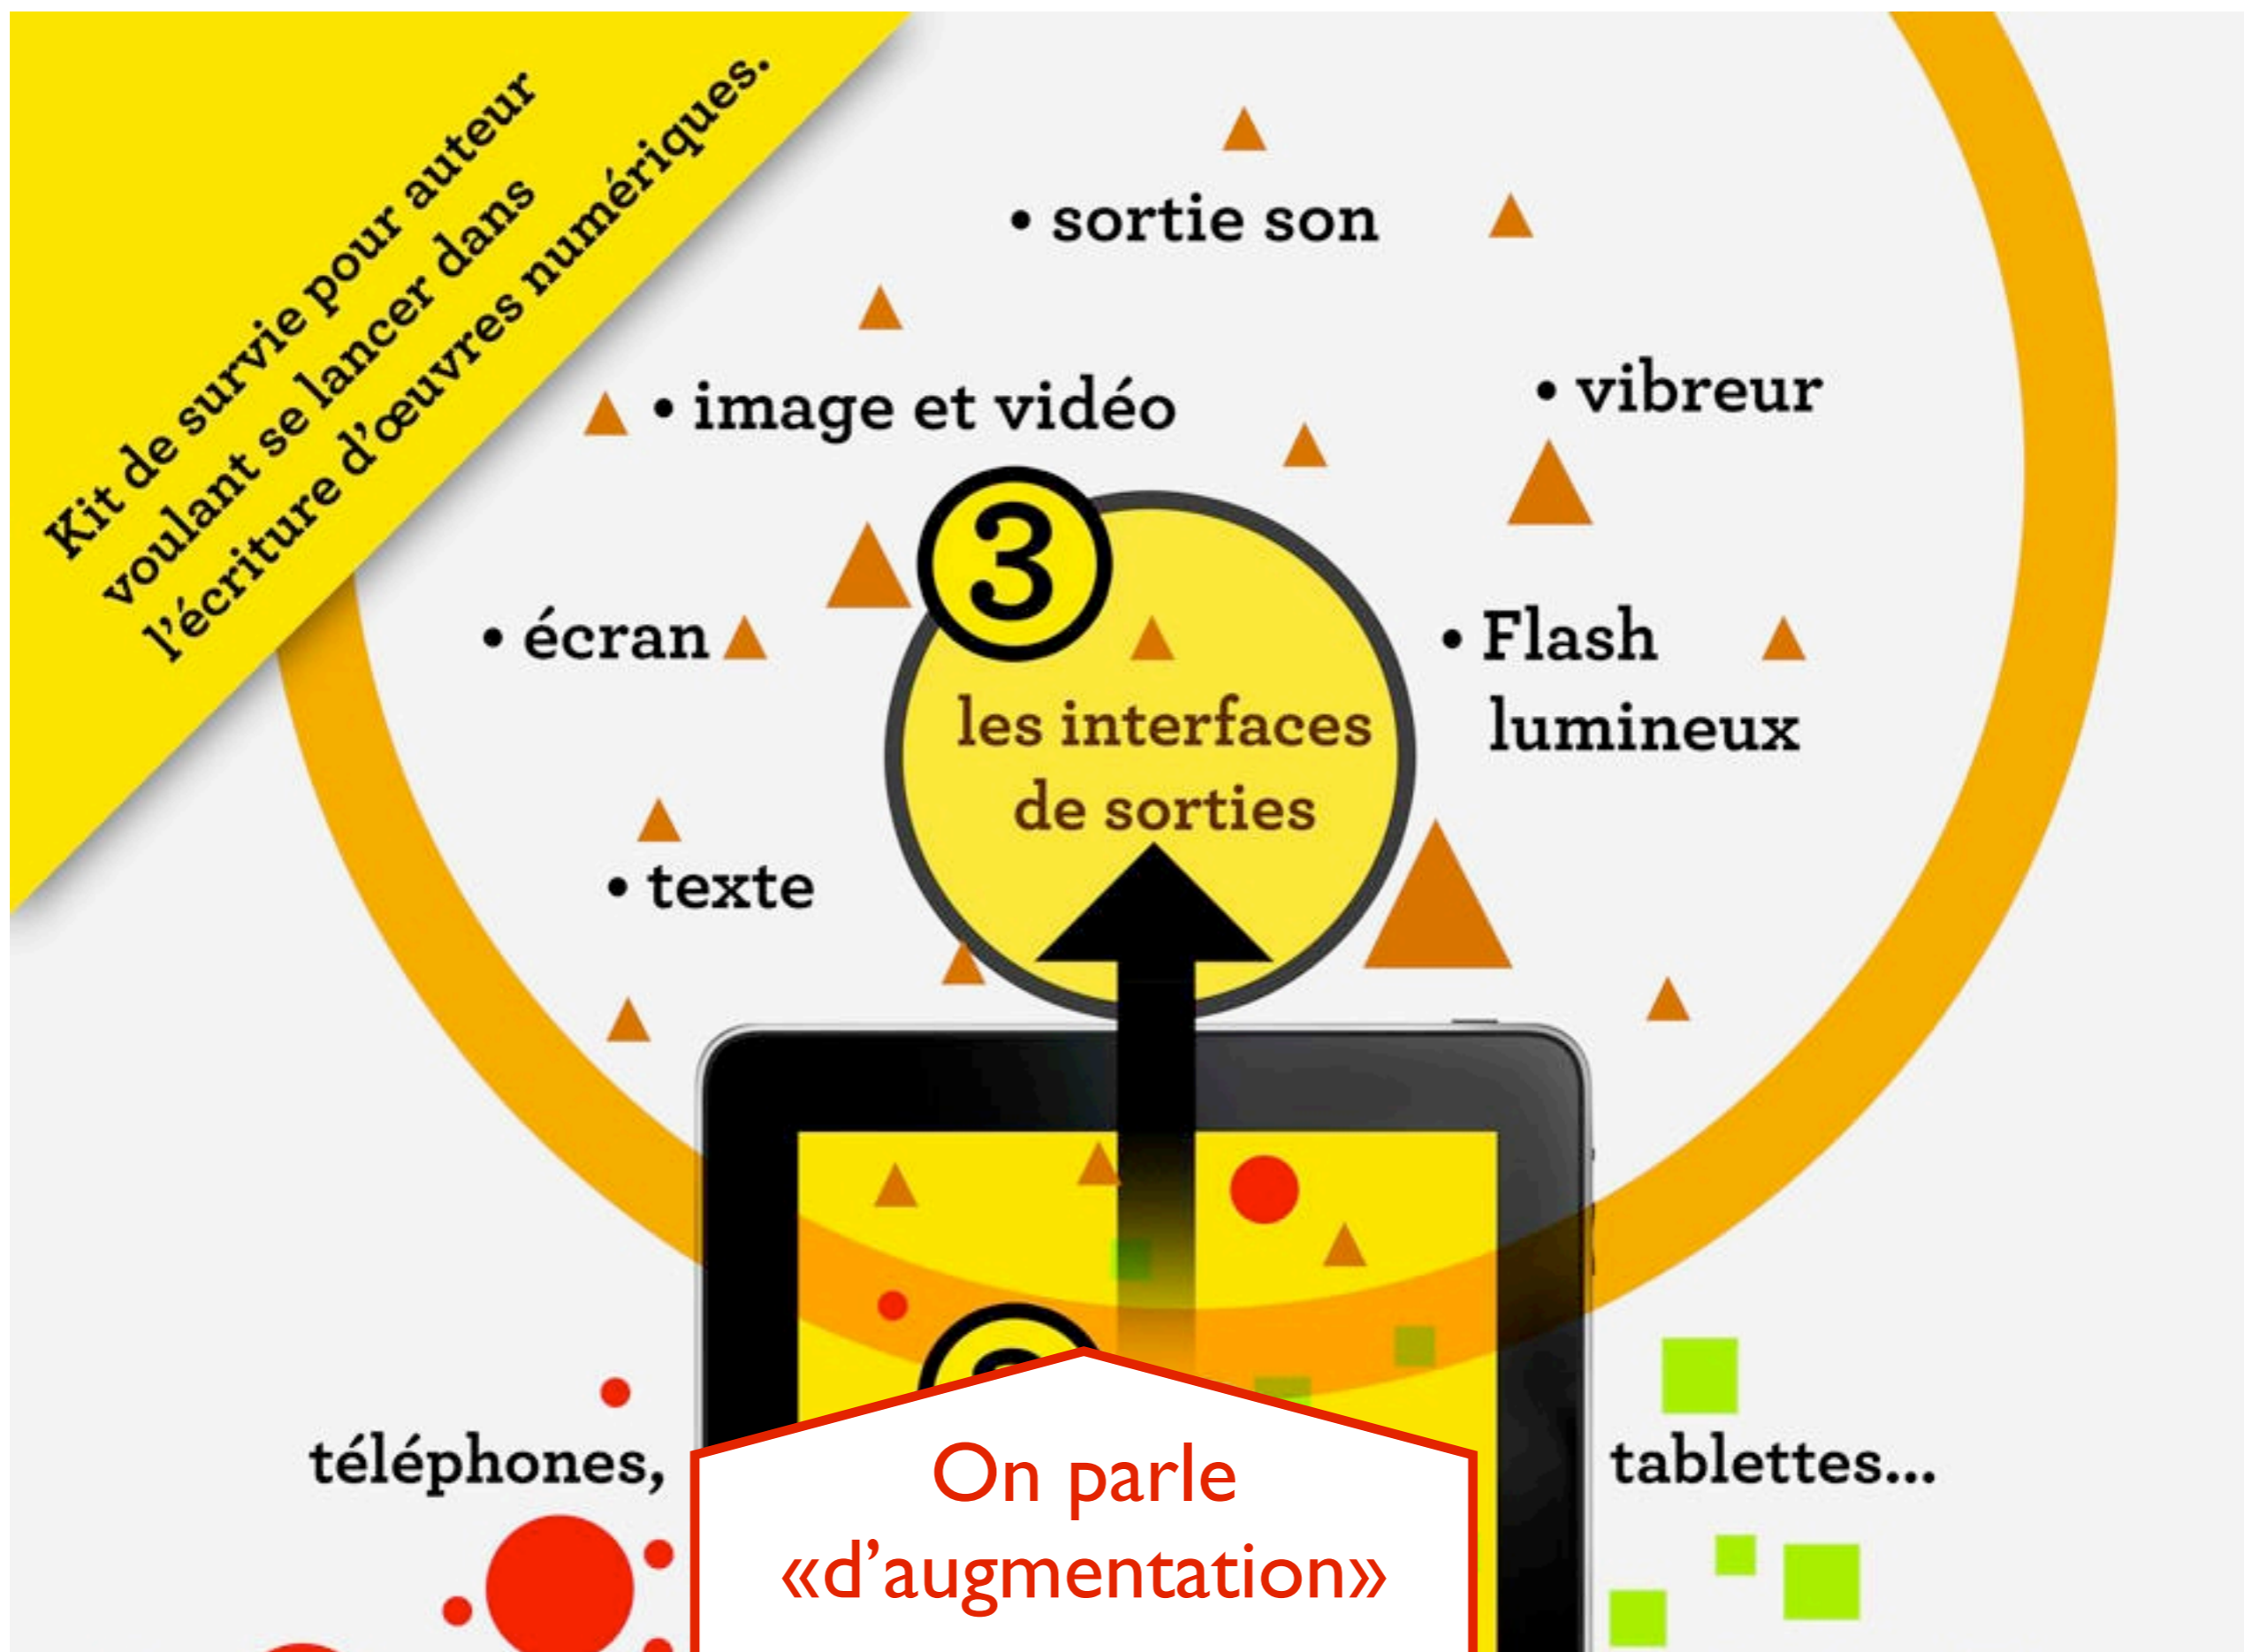 Kit de survie pour auteur
voulant se lancer dans
l'écriture d'œuvres numériques.
• sortie son
• image et vidéo
• vibreur
3
• écran
• Flash
lumineux
les interfaces
de sorties
• texte
téléphones,
tablettes...
On parle
«d'augmentation»